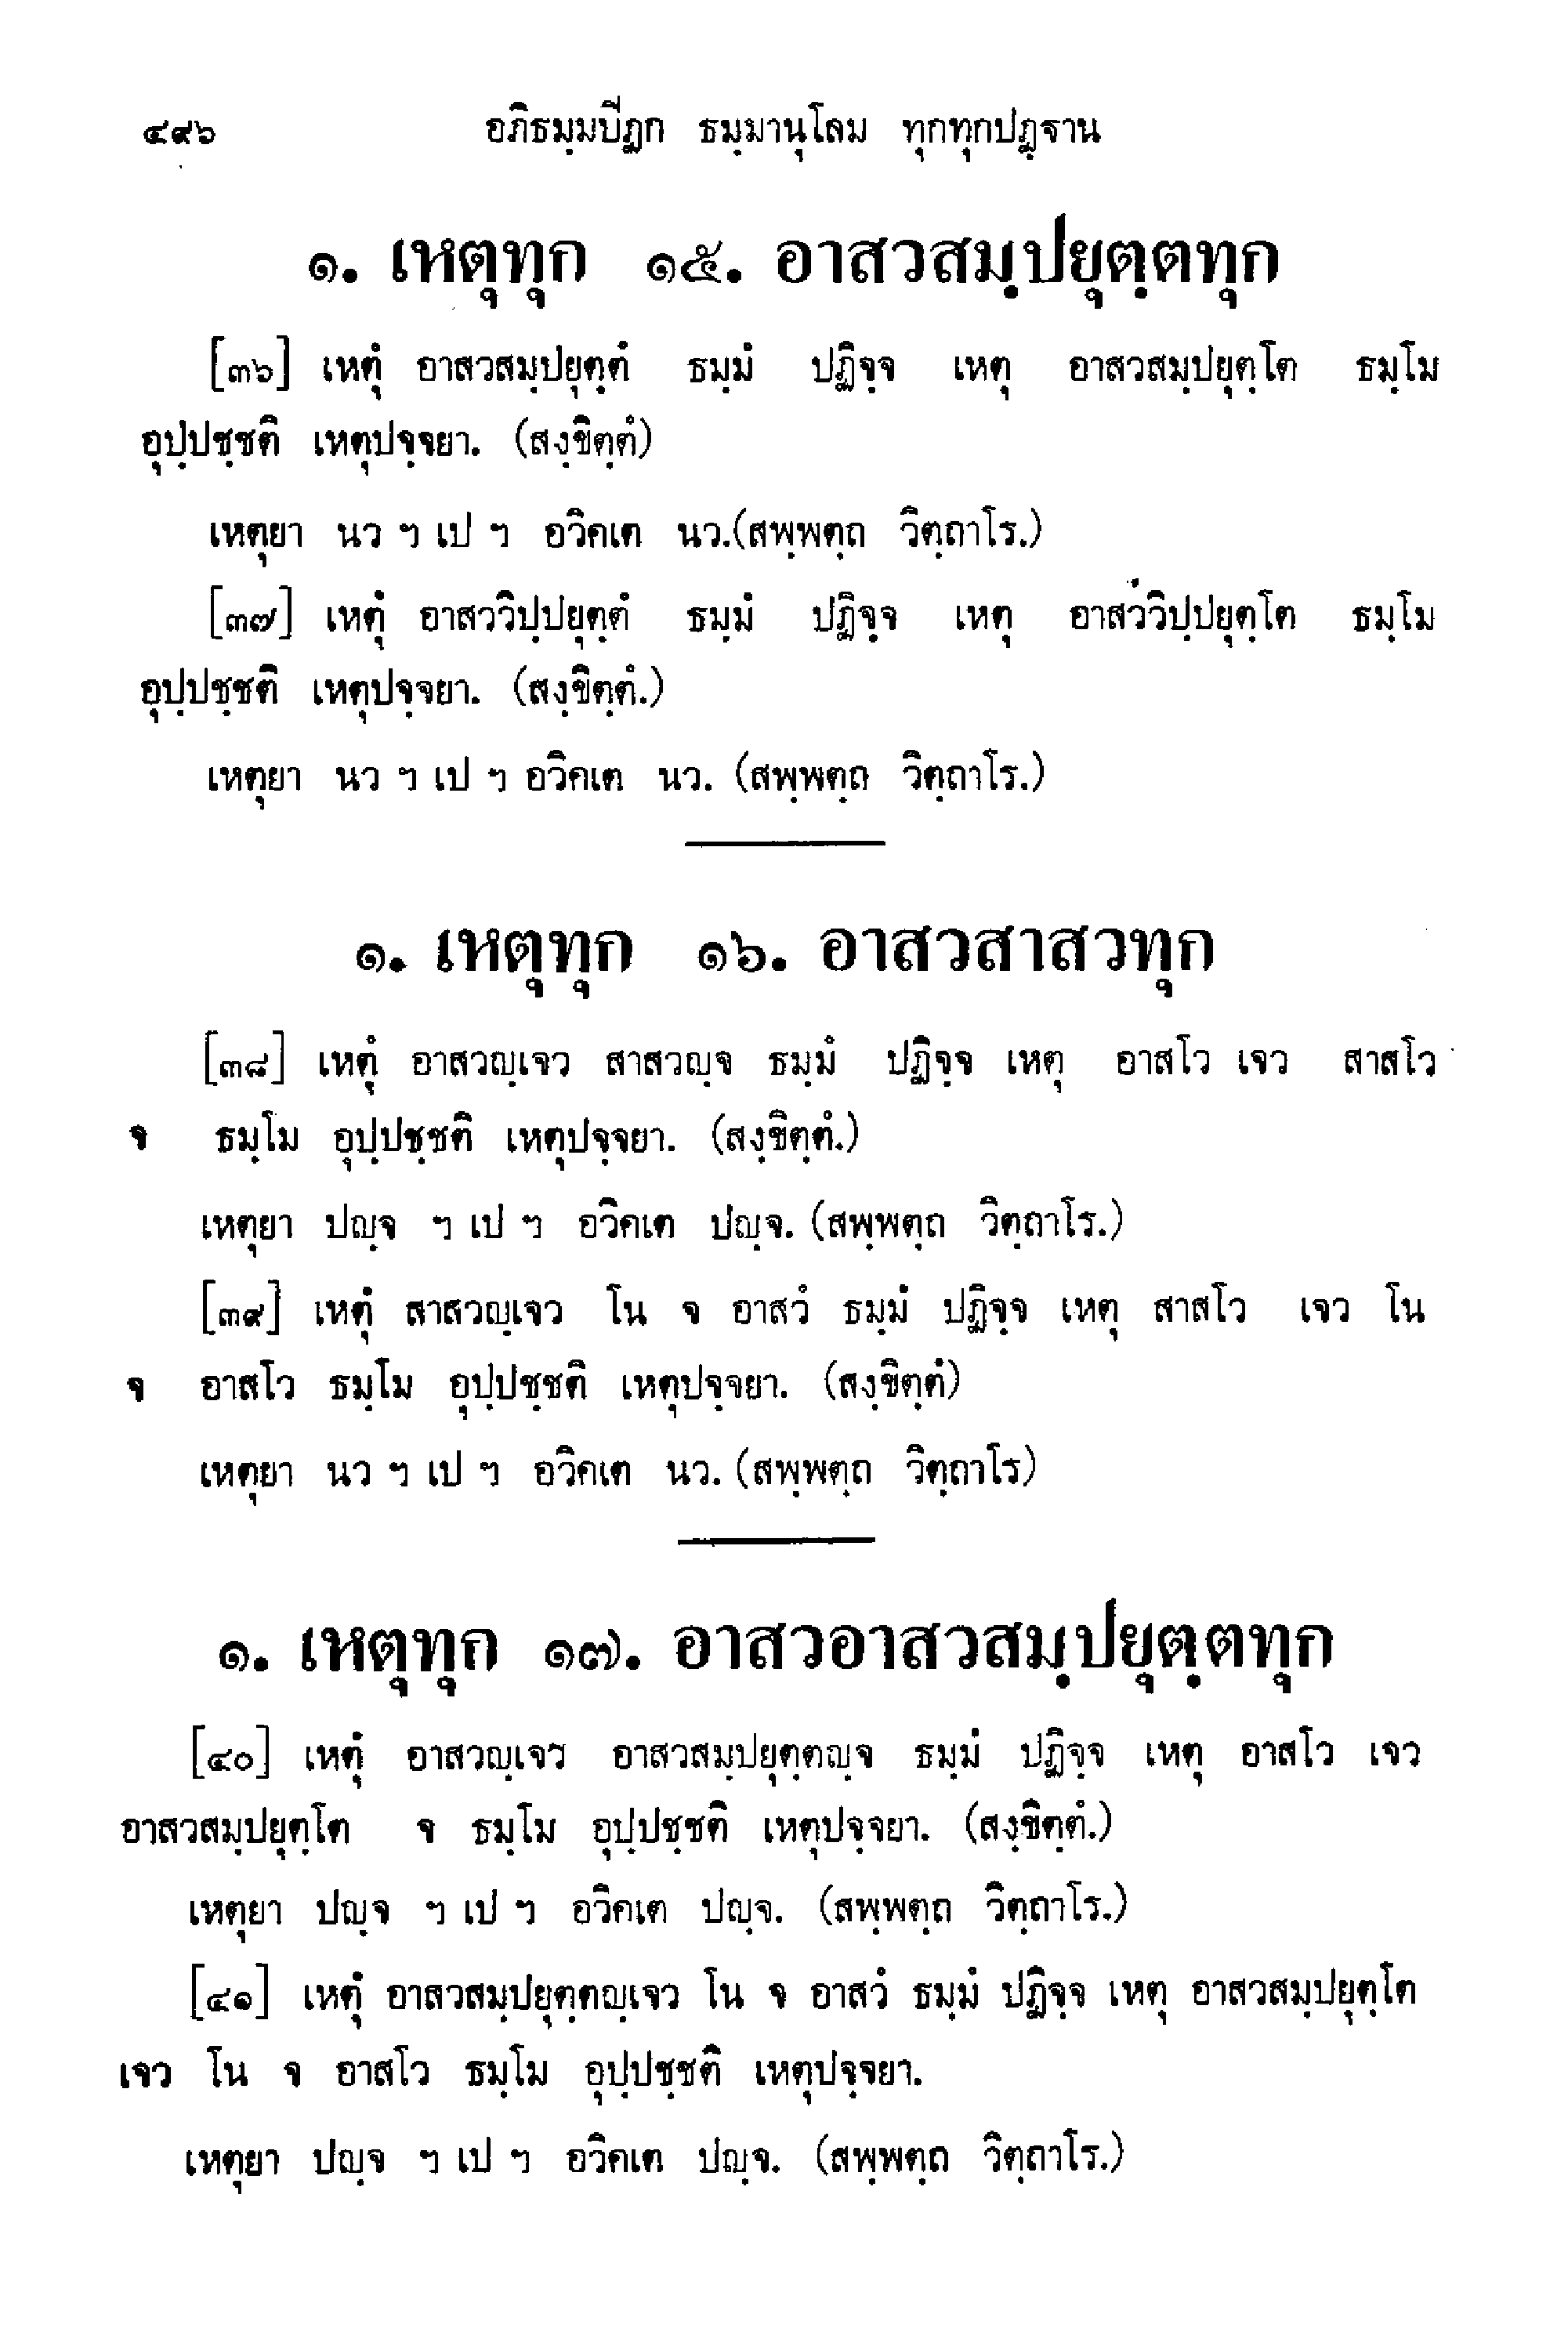 ๔๙๖ อภิธมฺมบีฏก ธมฺมานุโลม ทุกทุกปฏฺฐาน
๑. เหตุทุก ๑๕. อาสวสมฺปยุตฺตทุก
[๓๖] เหตุํ อาสวสมฺปยุตฺตํ ธมฺมํ ปฏิจฺจ เหตุ อาสวสมฺปยุตฺโต ธมฺโม
อุปฺปชฺชติ เหตุปจฺจยา. (สงฺขิตฺตํ)
เหตุยา นว ฯ เป ฯ อวิคเต นว.(สพฺพตฺถ วิตฺถาโร.)
[๓๗] เหตุํ อาสววิปฺปยุตฺตํ ธมฺมํ ปฏิจฺจ เหตุ อาสววิปฺปยุตฺโต ธมฺโม
อุปฺปชฺชติ เหตุปจฺจยา. (สงฺขิตฺตํ.)
เหตุยา นว ฯ เป ฯ อวิคเต นว. (สพฺพตฺถ วิตฺถาโร.)
๑. เหตุทุก ๑๖. อาสวสาสวทุก
[๓๘] เหตุํ อาสวญฺเจว สาสวญฺจ ธมฺมํ ปฏิจฺจ เหตุ อาสโว เจว สาสโว
จ ธมฺโม อุปฺปชฺชติ เหตุปจฺจยา. (สงฺขิตฺตํ.)
เหตุยา ปญฺจ ฯ เป ฯ อวิคเต ปญฺจ. (สพฺพตฺถ วิตฺถาโร.)
[๓๙] เหตุํ สาสวญฺเจว โน จ อาสวํ ธมฺมํ ปฏิจฺจ เหตุ สาสโว เจว โน
จ อาสโว ธมฺโม อุปฺปชฺชติ เหตุปจฺจยา. (สงฺขิตฺตํ)
เหตุยา นว ฯ เป ฯ อวิคเต นว. (สพฺพตฺถ วิตฺถาโร)
๑. เหตุทุก ๑๗. อาสวอาสวสมฺปยุตฺตทุก
[๔๐] เหตุํ อาสวญฺเจว อาสวสมฺปยุตฺตญฺจ ธมฺมํ ปฏิจฺจ เหตุ อาสโว เจว
อาสวสมฺปยุตฺโต จ ธมฺโม อุปฺปชฺชติ เหตุปจฺจยา. (สงฺขิตฺตํ.)
เหตุยา ปญฺจ ฯ เป ฯ อวิคเต ปญฺจ. (สพฺพตฺถ วิตฺถาโร.)
[๔๑] เหตุํ อาสวสมฺปยุตฺตญฺเจว โน จ อาสวํ ธมฺมํ ปฏิจฺจ เหตุ อาสวสมฺปยุตฺโต
เจว โน จ อาสโว ธมฺโม อุปฺปชฺชติ เหตุปจฺจยา.
เหตุยา ปญฺจ ฯ เป ฯ อวิคเต ปญฺจ. (สพฺพตฺถ วิตฺถาโร.)